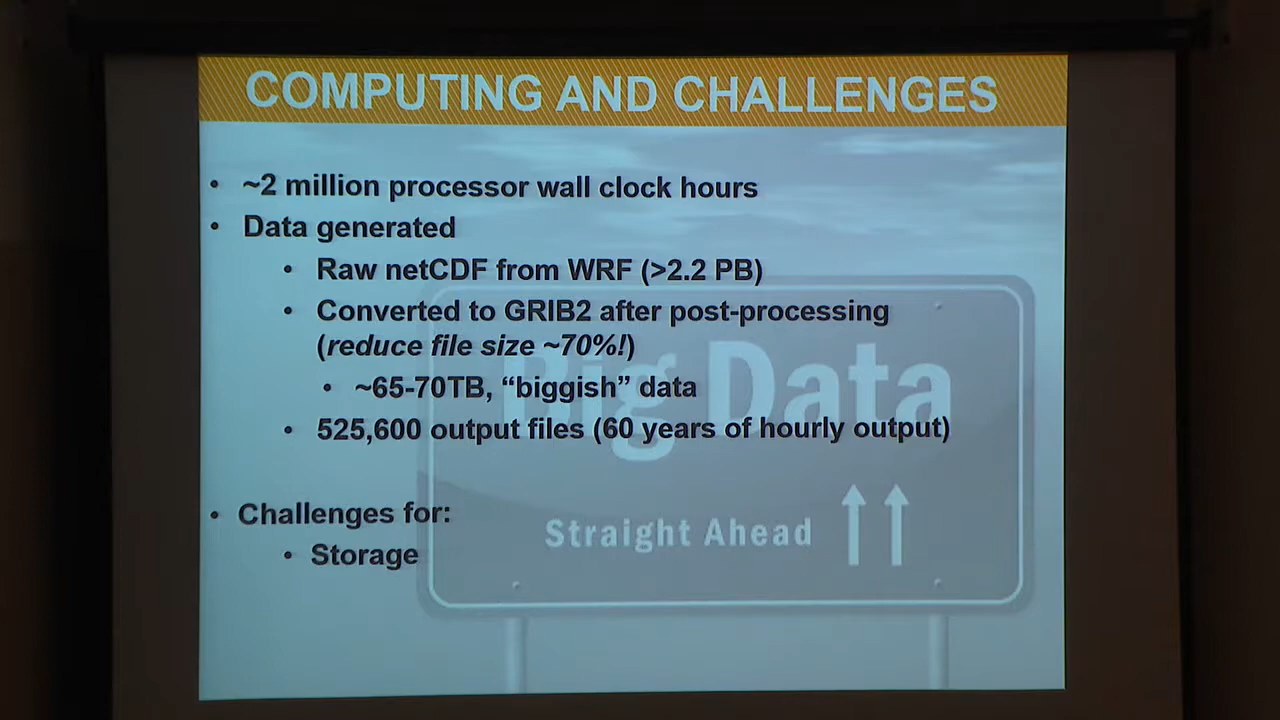 COMPUTING AND CHALLENGES
• ~2 million processor wall clock hours
• Data generated
• Raw netCDF from WRF (>2.2 PB)
• Converted to GRIB2 after post-processing
(reduce file size ~70%!)
• ~65-70TB, “biggish” data
• 525,600 output files (60 years of hourly output)
• Challenges for:
• Storage
Big Data
Straight Ahead